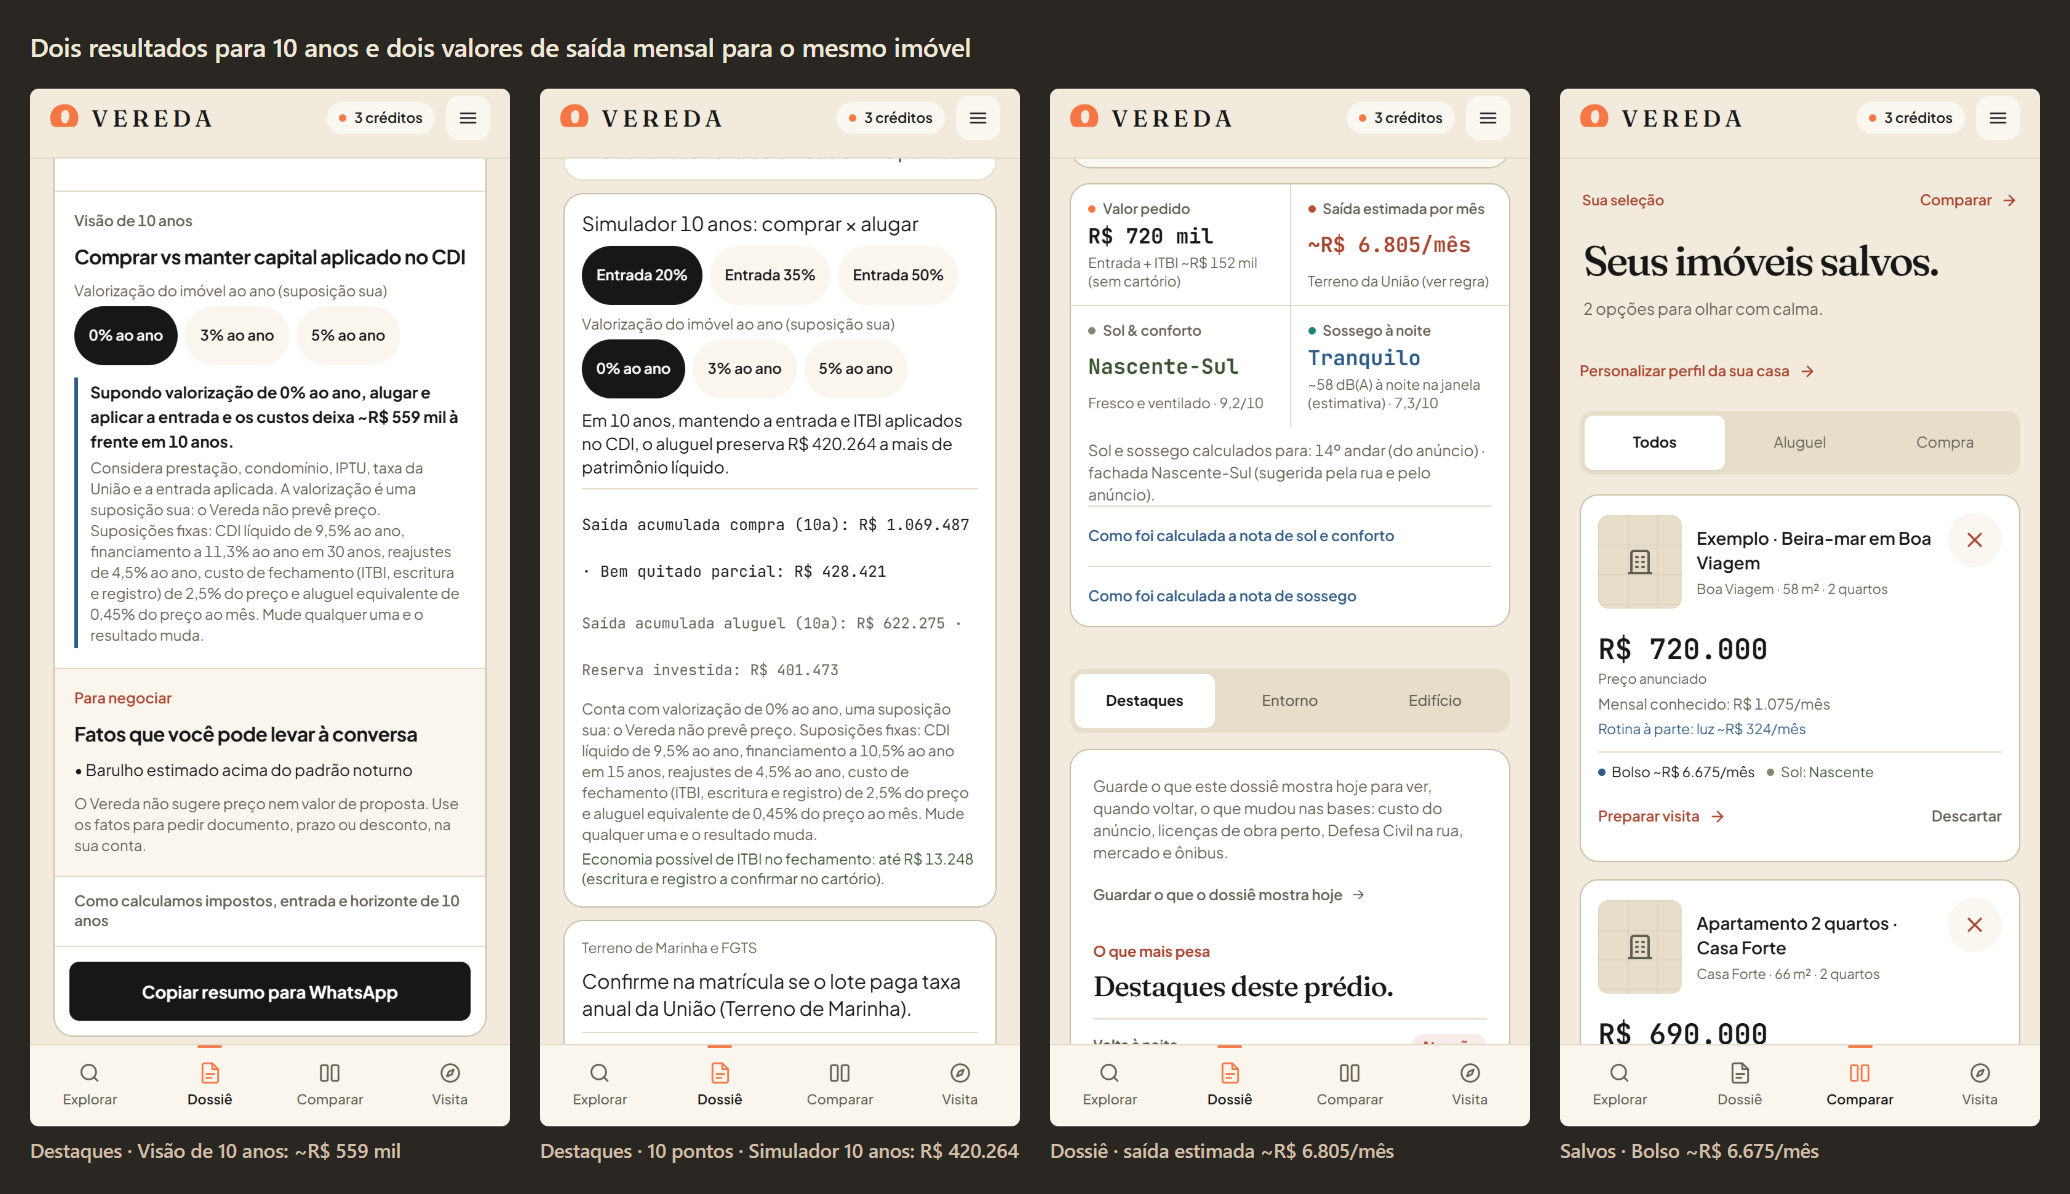 Dois resultados para 10 anos e dois valores de saída mensal para o mesmo imóvel
VEREDA
3 créditos
Visão de 10 anos
Comprar vs manter capital aplicado no CDI
Valorização do imóvel ao ano (suposição sua)
0% ao ano
3% ao ano
5% ao ano
Supondo valorização de 0% ao ano, alugar e
aplicar a entrada e os custos deixa ~R$ 559 mil à
frente em 10 anos.
Considera prestação, condomínio, IPTU, taxa da
União e a entrada aplicada. A valorização é uma
suposição sua: o Vereda não prevê preço.
Suposições fixas: CDI líquido de 9,5% ao ano,
financiamento a 11,3% ao ano em 30 anos, reajustes
de 4,5% ao ano, custo de fechamento (ITBI, escritura
e registro) de 2,5% do preço e aluguel equivalente de
0,45% do preço ao mês. Mude qualquer uma e o
resultado muda.
Para negociar
Fatos que você pode levar à conversa
• Barulho estimado acima do padrão noturno
O Vereda não sugere preço nem valor de proposta. Use
os fatos para pedir documento, prazo ou desconto, na
sua conta.
Como calculamos impostos, entrada e horizonte de 10
anos
Copiar resumo para WhatsApp
Explorar
Dossiê
Comparar
Visita
Destaques · Visão de 10 anos: ~R$ 559 mil
VEREDA
3 créditos
Simulador 10 anos: comprar × alugar
Entrada 20%
Entrada 35%
Entrada 50%
Valorização do imóvel ao ano (suposição sua)
0% ao ano
3% ao ano
5% ao ano
Em 10 anos, mantendo a entrada e ITBI aplicados
no CDI, o aluguel preserva R$ 420.264 a mais de
patrimônio líquido.
Saída acumulada compra (10a): R$ 1.069.487
· Bem quitado parcial: R$ 428.421
Saída acumulada aluguel (10a): R$ 622.275 ·
Reserva investida: R$ 401.473
Conta com valorização de 0% ao ano, uma suposição
sua: o Vereda não prevê preço. Suposições fixas: CDI
líquido de 9,5% ao ano, financiamento a 10,5% ao ano
em 15 anos, reajustes de 4,5% ao ano, custo de
fechamento (ITBI, escritura e registro) de 2,5% do preço
e aluguel equivalente de 0,45% do preço ao mês. Mude
qualquer uma e o resultado muda.
Economia possível de ITBI no fechamento: até R$ 13.248
(escritura e registro a confirmar no cartório).
Terreno de Marinha e FGTS
Confirme na matrícula se o lote paga taxa
anual da União (Terreno de Marinha).
Explorar
Dossiê
Comparar
Visita
Destaques · 10 pontos · Simulador 10 anos: R$ 420.264
VEREDA
3 créditos
Valor pedido
R$ 720 mil
Entrada + ITBI ~R$ 152 mil
(sem cartório)
Saída estimada por mês
~R$ 6.805/mês
Terreno da União (ver regra)
Sol & conforto
Nascente-Sul
Fresco e ventilado · 9,2/10
Sossego à noite
Tranquilo
~58 dB(A) à noite na janela
(estimativa) · 7,3/10
Sol e sossego calculados para: 14º andar (do anúncio) ·
fachada Nascente-Sul (sugerida pela rua e pelo
anúncio).
Como foi calculada a nota de sol e conforto
Como foi calculada a nota de sossego
Destaques
Entorno
Edifício
Guarde o que este dossiê mostra hoje para ver,
quando voltar, o que mudou nas bases: custo do
anúncio, licenças de obra perto, Defesa Civil na rua,
mercado e ônibus.
Guardar o que o dossiê mostra hoje →
O que mais pesa
Destaques deste prédio.
Explorar
Dossiê
Comparar
Visita
Dossiê · saída estimada ~R$ 6.805/mês
VEREDA
3 créditos
Sua seleção
Comparar →
Seus imóveis salvos.
2 opções para olhar com calma.
Personalizar perfil da sua casa →
Todos
Aluguel
Compra
Exemplo · Beira-mar em Boa
Viagem
Boa Viagem · 58 m² · 2 quartos
R$ 720.000
Preço anunciado
Mensal conhecido: R$ 1.075/mês
Rotina à parte: luz ~R$ 324/mês
Bolso ~R$ 6.675/mês
Sol: Nascente
Preparar visita →
Descartar
Apartamento 2 quartos ·
Casa Forte
Casa Forte · 66 m² · 2 quartos
R$ 690.000
Explorar
Dossiê
Comparar
Visita
Salvos · Bolso ~R$ 6.675/mês